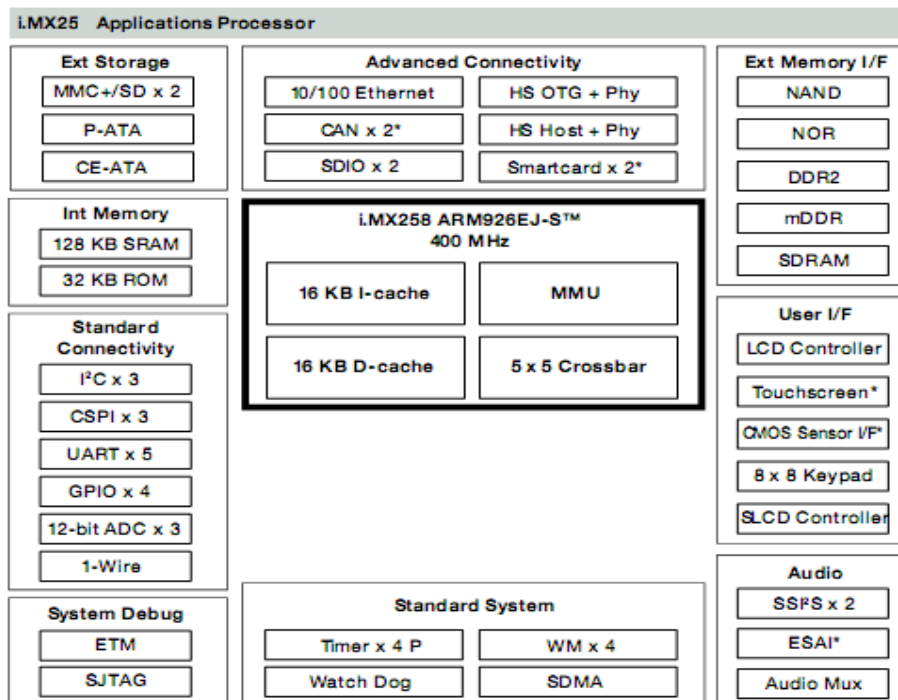 i.MX25 Applications Processor
Ext Storage
MMC+/SD x 2
P-ATA
CE-ATA
Int Memory
128 KB SRAM
32 KB ROM
Standard
Connectivity
I²C x 3
CSPI x 3
UART x 5
GPIO x 4
12-bit ADC x 3
1-Wire
System Debug
ETM
SJTAG
Advanced Connectivity
10/100 Ethernet
HS OTG + Phy
CAN x 2*
HS Host + Phy
SDIO x 2
Smartcard x 2*
i.MX258 ARM926EJ-S™
400 MHz
16 KB I-cache
MMU
16 KB D-cache
5 x 5 Crossbar
Standard System
Timer x 4 P
WM x 4
Watch Dog
SDMA
Ext Memory I/F
NAND
NOR
DDR2
mDDR
SDRAM
User I/F
LCD Controller
Touchscreen*
CMOS Sensor I/F*
8 x 8 Keypad
SLCD Controller
Audio
SSI²S x 2
ESAI*
Audio Mux